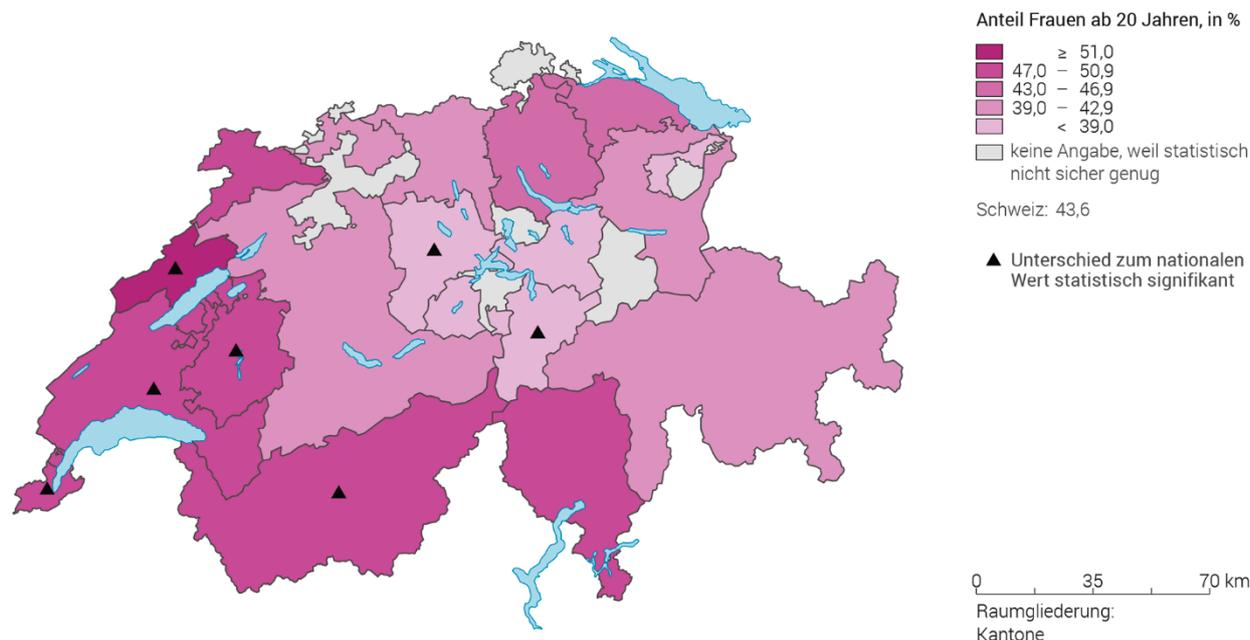 Anteil Frauen ab 20 Jahren, in %
≥ 51,0
47,0 – 50,9
43,0 – 46,9
39,0 – 42,9
< 39,0
keine Angabe, weil statistisch
nicht sicher genug
Schweiz: 43,6
Unterschied zum nationalen
Wert statistisch signifikant
0 35 70 km
Raumgliederung:
Kantone